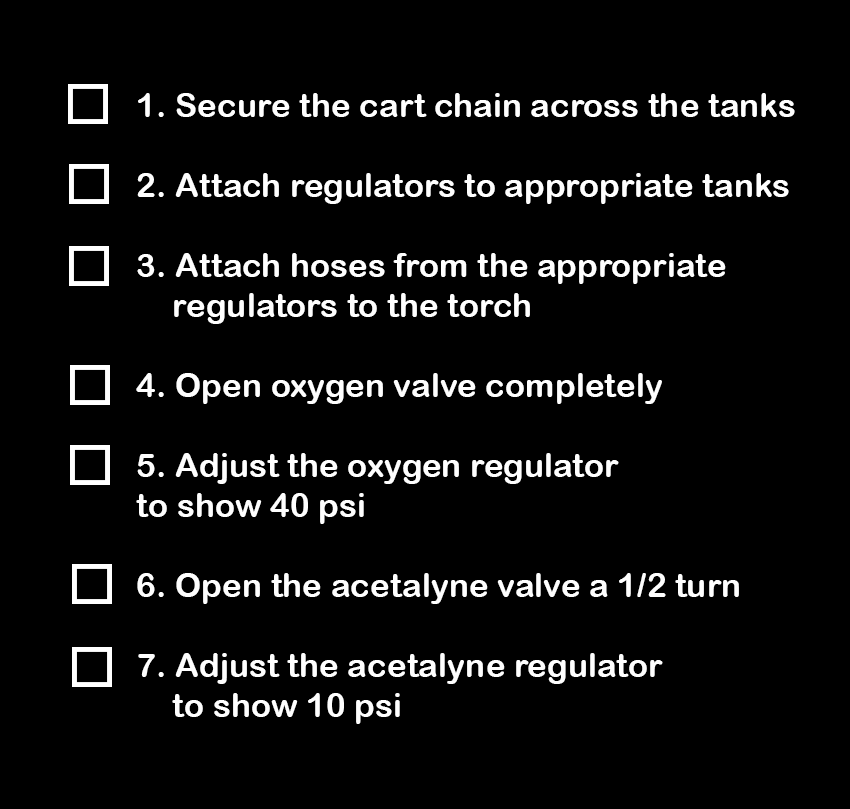 1. Secure the cart chain across the tanks
2. Attach regulators to appropriate tanks
3. Attach hoses from the appropriate
regulators to the torch
4. Open oxygen valve completely
5. Adjust the oxygen regulator
to show 40 psi
6. Open the acetalyne valve a 1/2 turn
7. Adjust the acetalyne regulator
to show 10 psi